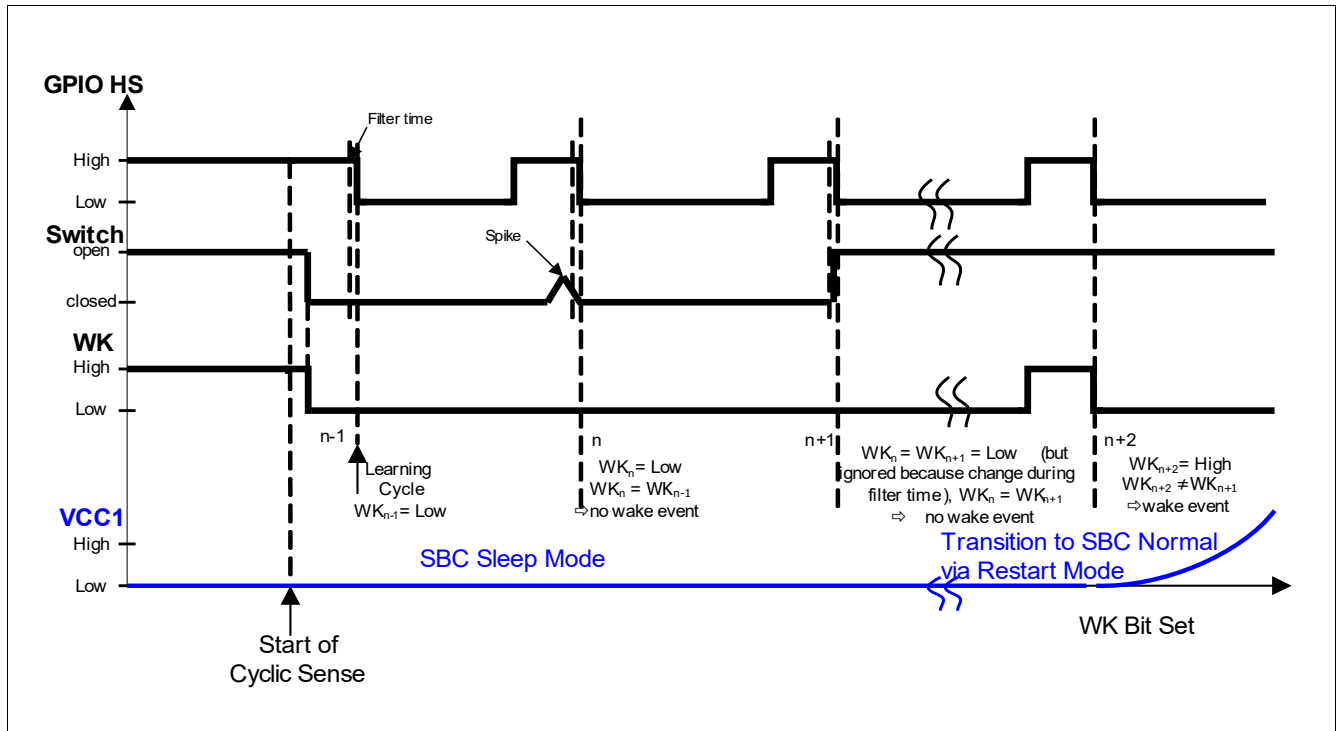 GPIO HS
Filter time
High
Low
Switch
open
Spike
closed
WK
High
Low
n-1
Learning
Cycle
WKn-1= Low
n
WKn= Low
WKn = WKn-1
⇨no wake event
n+1
WKn = WKn+1 = Low (but
ignored because change during
filter time), WKn = WKn+1
⇨ no wake event
n+2
WKn+2= High
WKn+2 ≠WKn+1
⇨wake event
VCC1
High
Low
SBC Sleep Mode
Transition to SBC Normal
via Restart Mode
Start of
Cyclic Sense
WK Bit Set